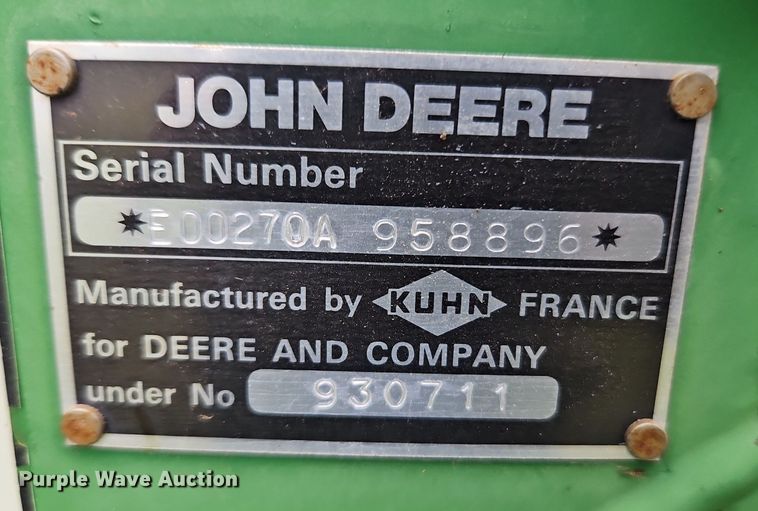 JOHN DEERE
Serial Number
*E00270A 958896*
Manufactured by KUHN FRANCE
for DEERE AND COMPANY
under No 930711
Purple Wave Auction